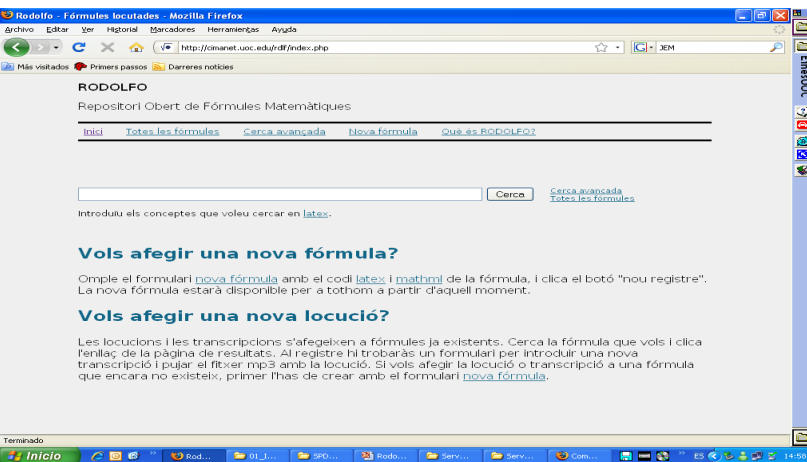 Rodolfo - Fórmules locutades - Mozilla Firefox
Archivo Editar Ver Historial Marcadores Herramientas Ayuda
http://cimanet.uoc.edu/rdlf/index.php
G JEM
Más visitados Primers passos Darreres notícies
RODOLFO
Repositori Obert de Fórmules Matemàtiques
Inici Totes les fórmules Cerca avançada Nova fórmula Què és RODOLFO?
Cerca
Cerca avançada
Totes les fórmules
Introduïu els conceptes que voleu cercar en latex.
Vols afegir una nova fórmula?
Omple el formulari nova fórmula amb el codi latex i mathml de la fórmula, i clica el botó "nou registre".
La nova fórmula estarà disponible per a tothom a partir d'aquell moment.
Vols afegir una nova locució?
Les locucions i les transcripcions s'afegeixen a fórmules ja existents. Cerca la fórmula que vols i clica
l'enllaç de la pàgina de resultats. Al registre hi trobaràs un formulari per introduir una nova
transcripció i pujar el fitxer mp3 amb la locució. Si vols afegir la locució o transcripció a una fórmula
que encara no existeix, primer l'has de crear amb el formulari nova fórmula.
Terminado
Inicio Rod... 01_I... SPD... Rodo... Serv... Serv... Com... ES 14:58